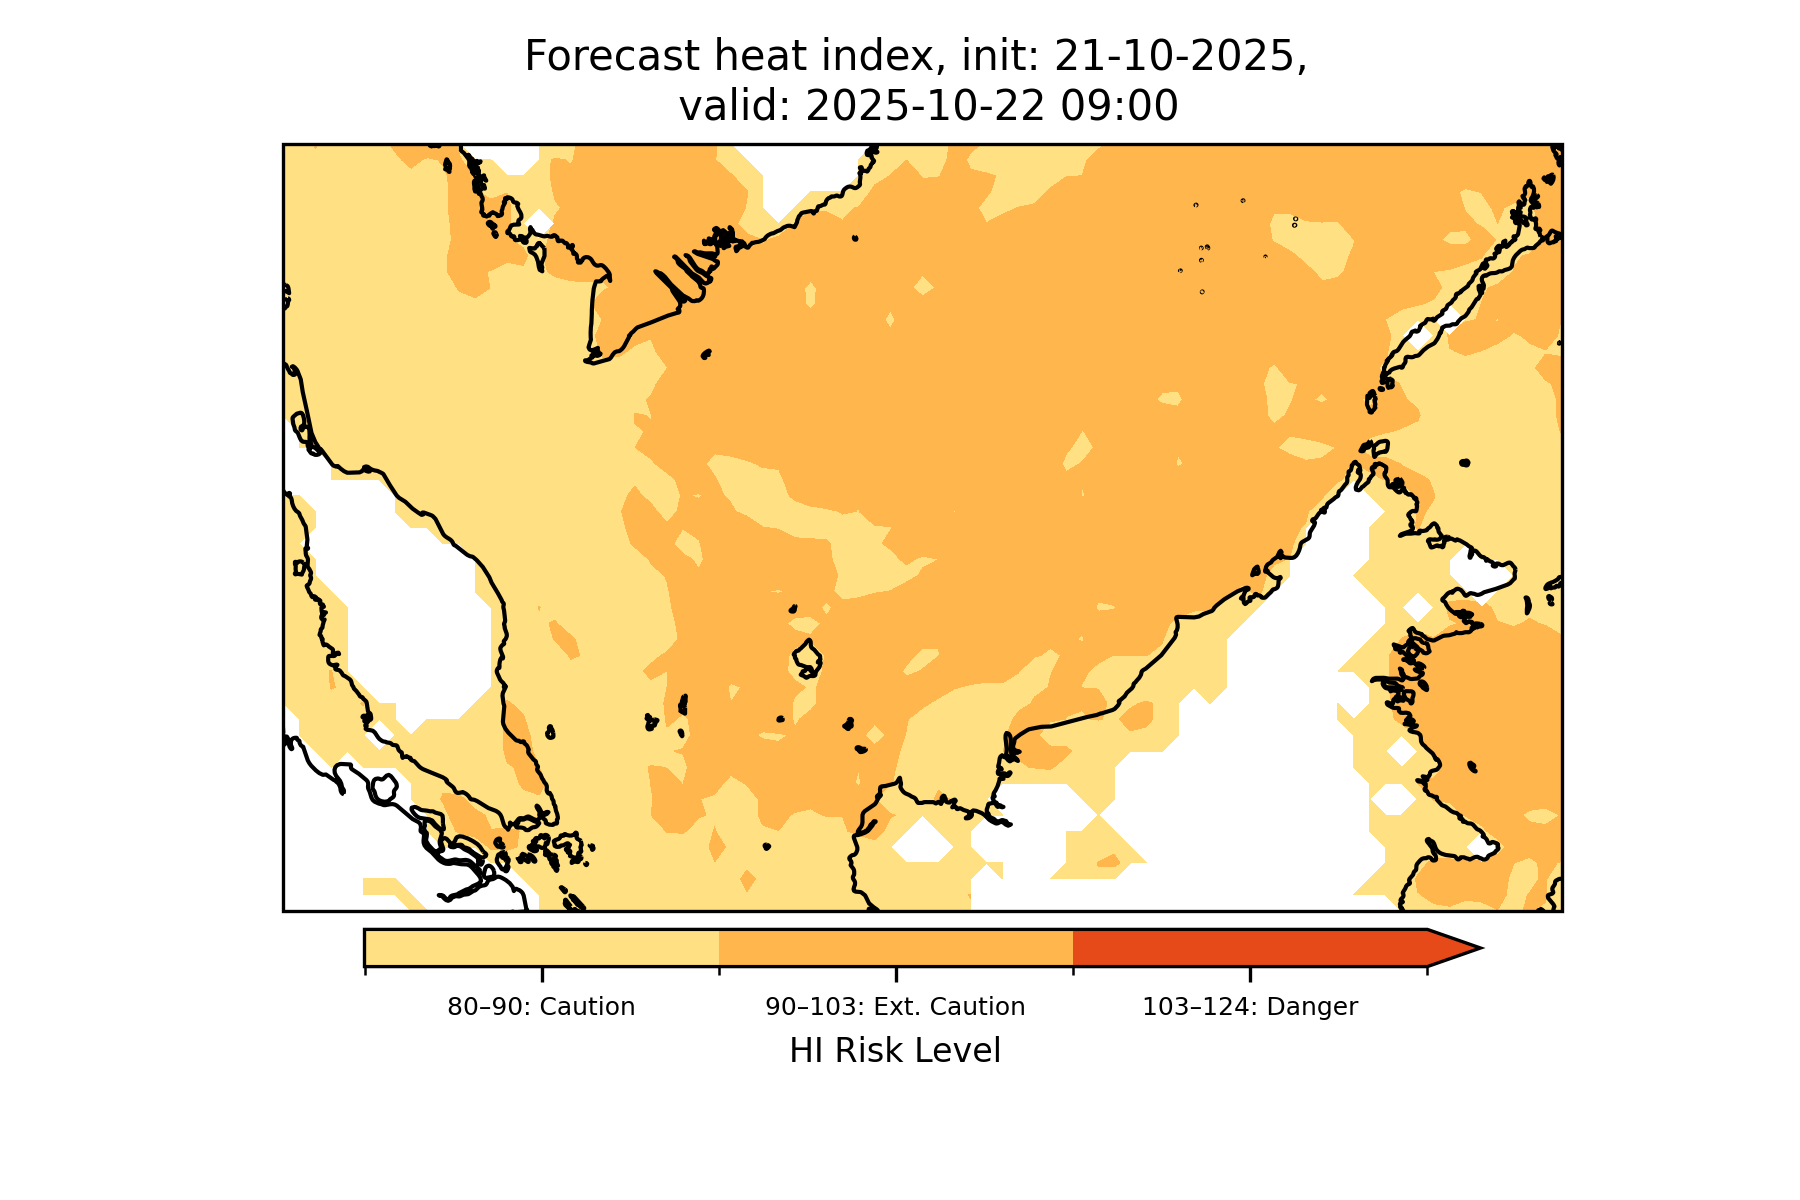 Forecast heat index, init: 21-10-2025,
valid: 2025-10-22 09:00
80–90: Caution
90–103: Ext. Caution
103–124: Danger
HI Risk Level